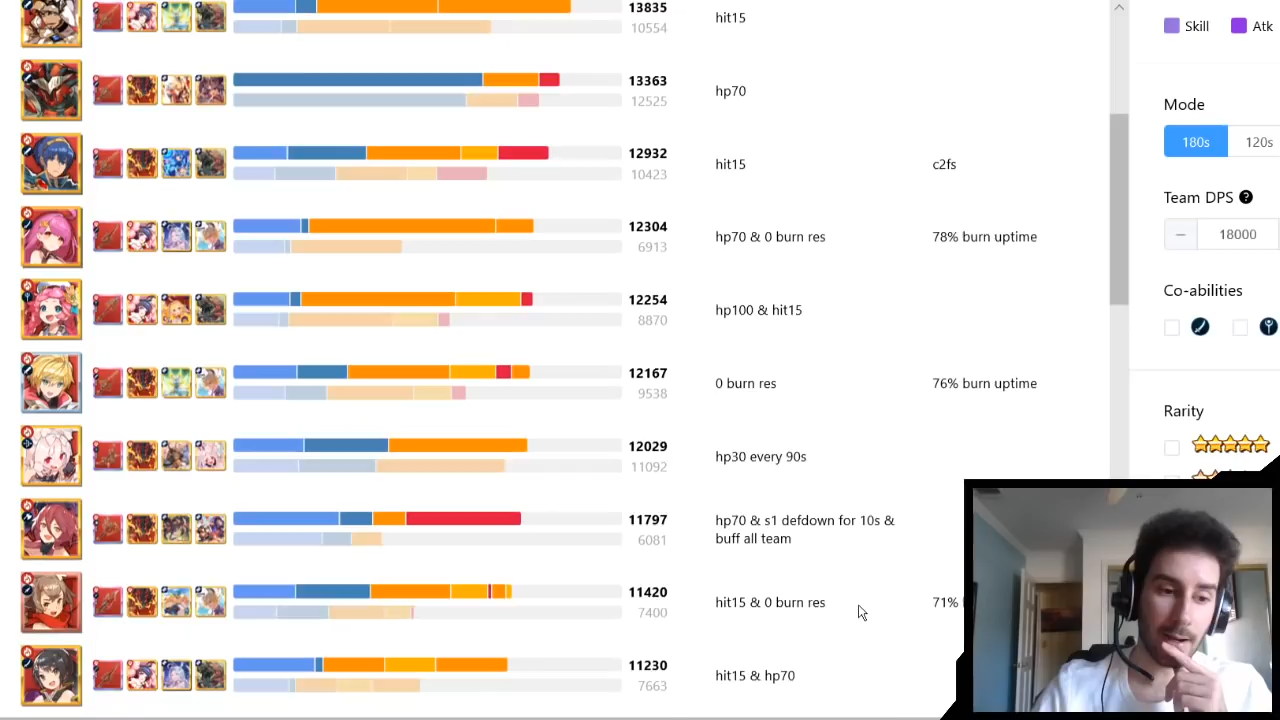 13835
10554
hit15
Skill
Atk
13363
12525
hp70
Mode
180s
120s
12932
10423
hit15
c2fs
Team DPS ?
12304
6913
hp70 & 0 burn res
78% burn uptime
− 18000
12254
8870
hp100 & hit15
Co-abilities
12167
9538
0 burn res
76% burn uptime
Rarity
12029
11092
hp30 every 90s
11797
6081
hp70 & s1 defdown for 10s &
buff all team
11420
7400
hit15 & 0 burn res
71%
11230
7663
hit15 & hp70